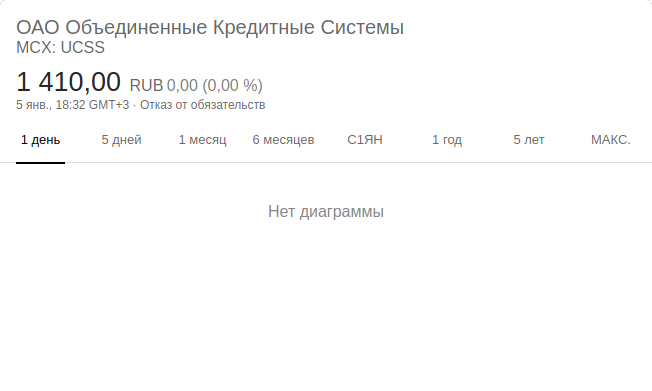 ОАО Объединенные Кредитные Системы
MCX: UCSS
1 410,00 RUB 0,00 (0,00 %)
5 янв., 18:32 GMT+3 · Отказ от обязательств
1 день 5 дней 1 месяц 6 месяцев С1ЯН 1 год 5 лет МАКС.
Нет диаграммы